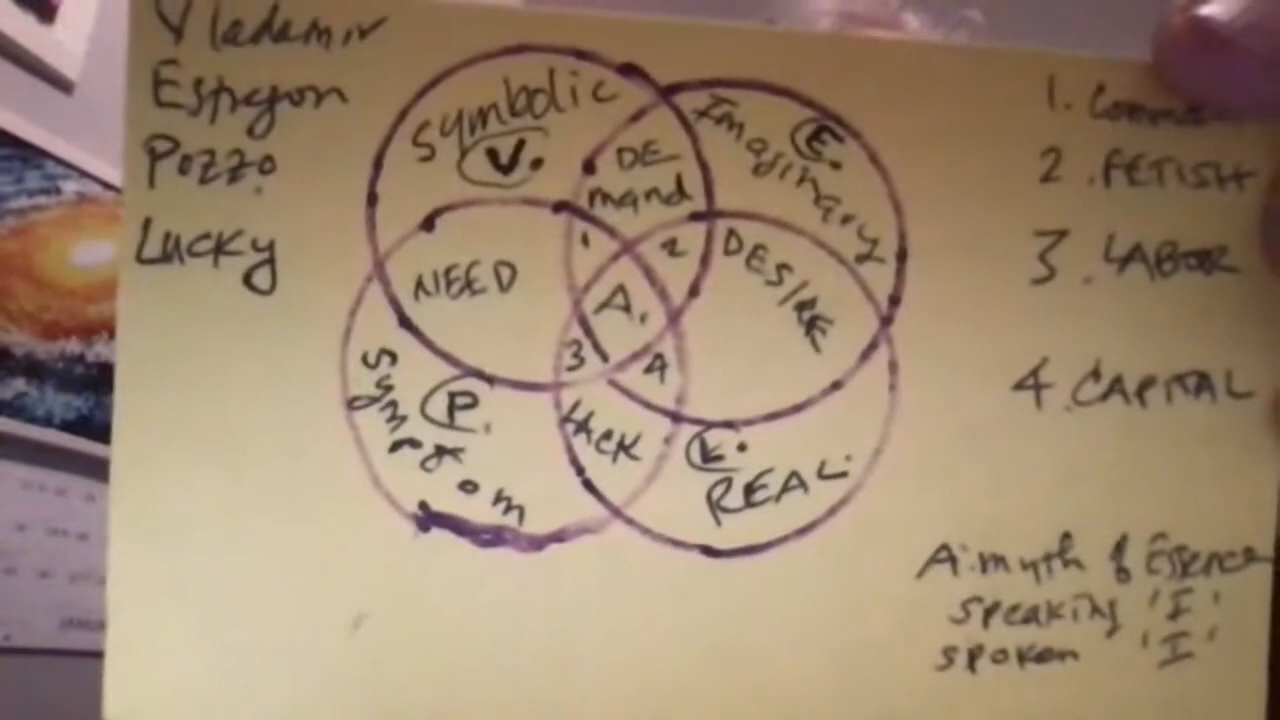 Vladamir
Estragon
Pozzo
Lucky
Symbolic
V.
DE
mand
Imaginary
E.
1
2
NEED
DESIRE
A.
3
4
Symptom
P.
LACK
L.
REAL
1.
2. FETISH
3. LABOR
4. CAPITAL
A: myth of Essence
speaking 'I'
spoken 'I'